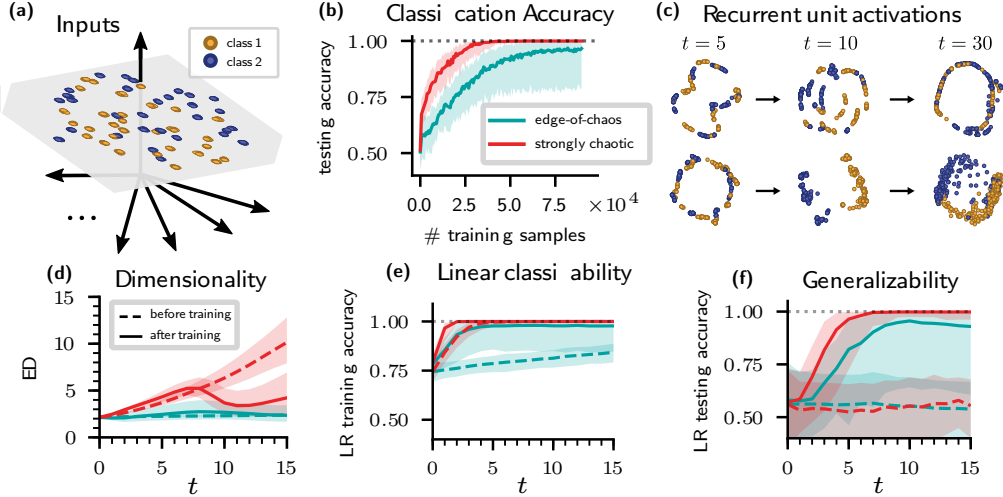 (a)
Inputs
class 1
class 2
...
(b)
Classi cation Accuracy
testing accuracy
1.00
0.75
0.50
edge-of-chaos
strongly chaotic
0.0 2.5 5.0 7.5 ×10⁴
# training samples
(c)
Recurrent unit activations
t = 5 t = 10 t = 30
(d)
Dimensionality
ED
15
10
5
0
before training
after training
0 5 10 15
t
(e)
Linear classi ability
LR training accuracy
1.00
0.75
0.50
0 5 10 15
t
(f)
Generalizability
LR testing accuracy
1.00
0.75
0.50
0 5 10 15
t